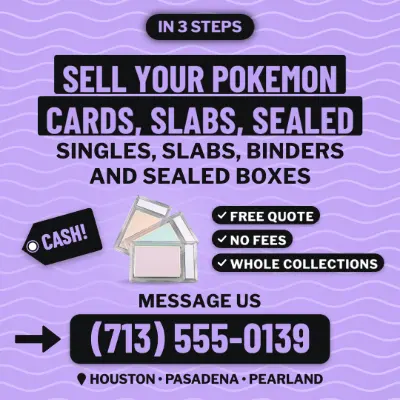 IN 3 STEPS
SELL YOUR POKEMON
CARDS, SLABS, SEALED
SINGLES, SLABS, BINDERS
AND SEALED BOXES
CASH!
FREE QUOTE
NO FEES
WHOLE COLLECTIONS
MESSAGE US
(713) 555-0139
HOUSTON • PASADENA • PEARLAND